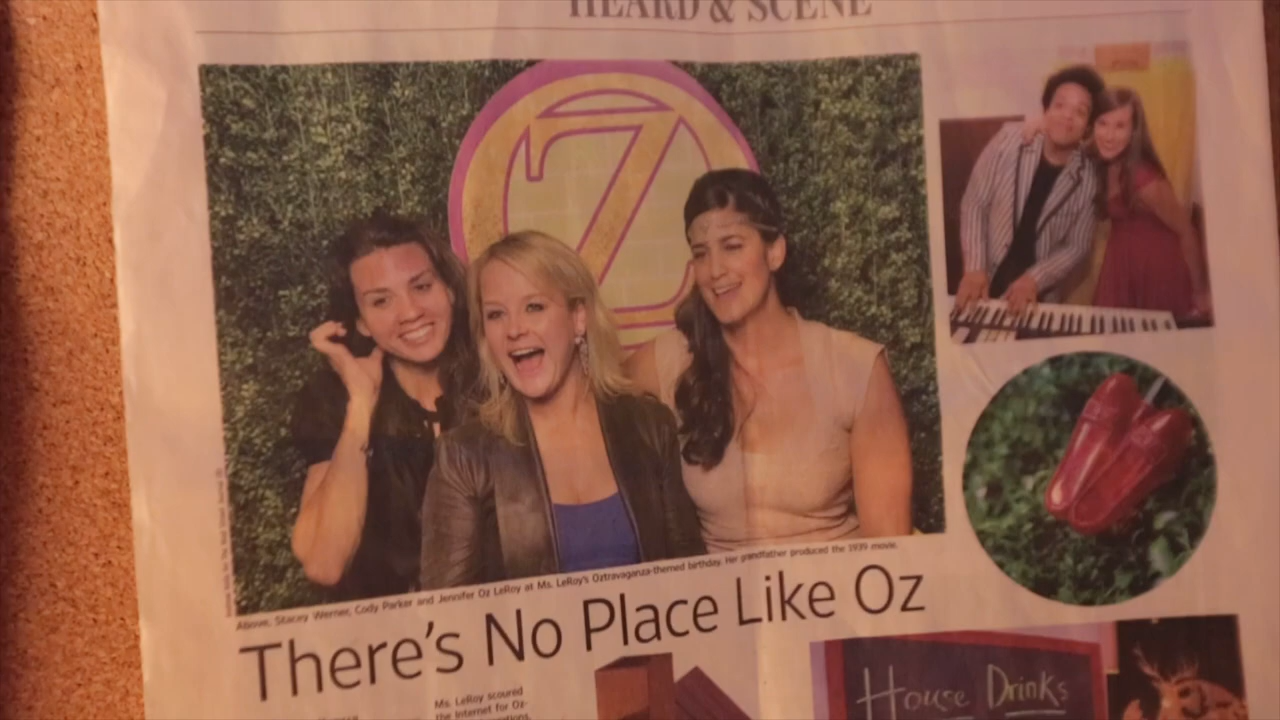 HEARD & SCENE
OZ
Above, Stacey Werner, Cody Parker and Jennifer Oz LeRoy at Ms. LeRoy's Oztravaganza-themed birthday. Her grandfather produced the 1939 movie.
There's No Place Like Oz
Ms. LeRoy scoured
the Internet for Oz-
House Drinks